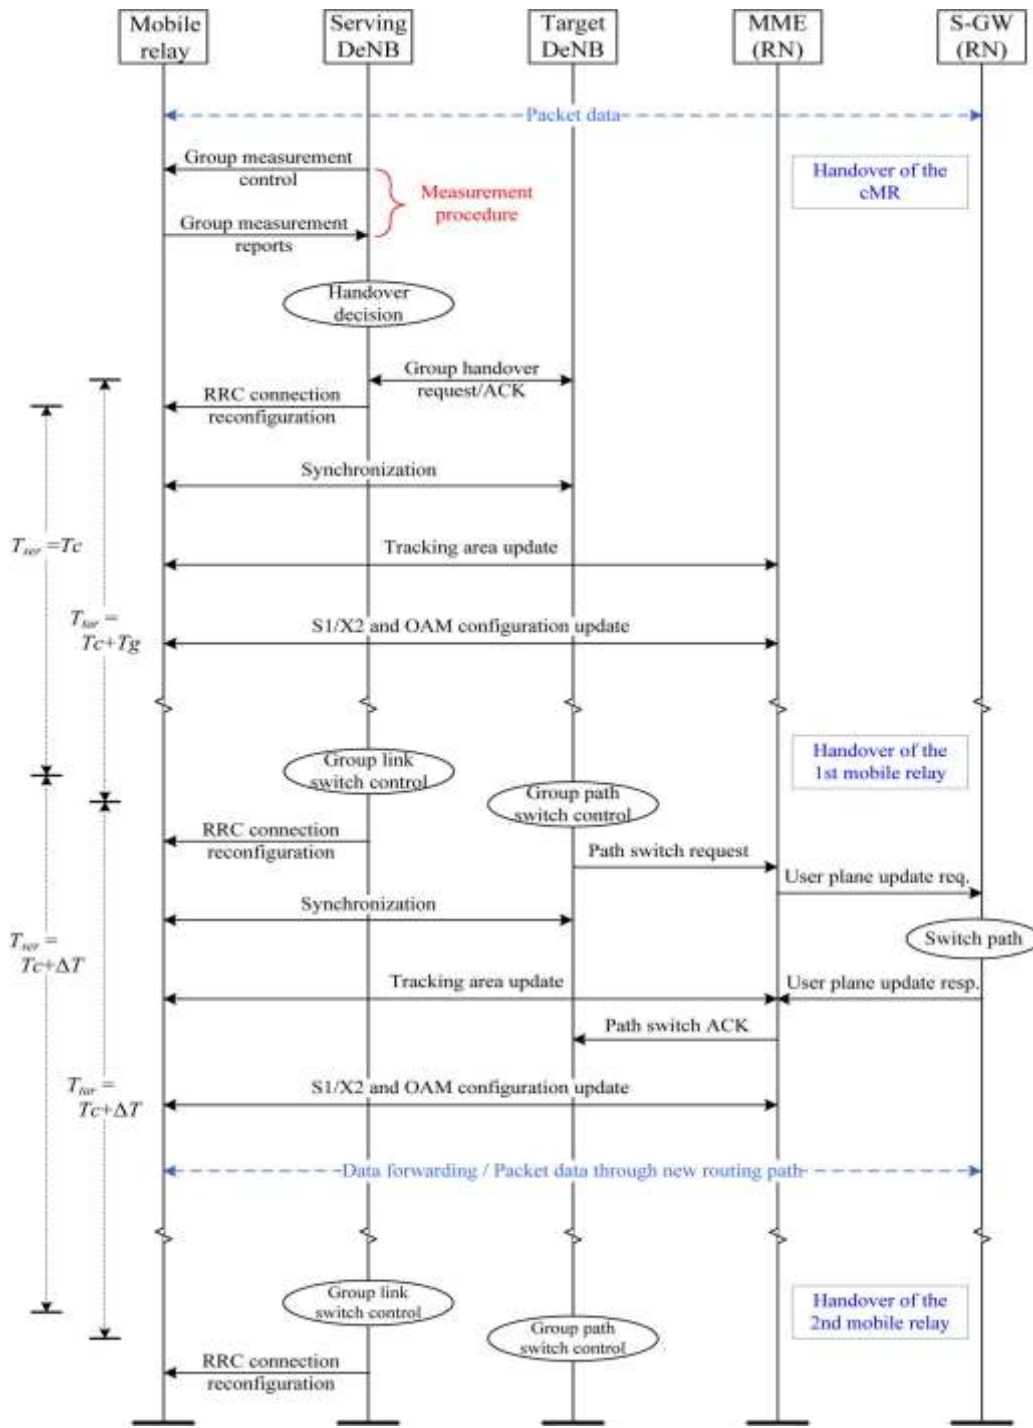 Mobile
relay
Serving
DeNB
Target
DeNB
MME
(RN)
S-GW
(RN)
Packet data
Group measurement
control
Measurement
procedure
Handover of the
cMR
Group measurement
reports
Handover
decision
Group handover
request/ACK
RRC connection
reconfiguration
Synchronization
Tser =Tc
Tracking area update
Ttar =
Tc+Tg
S1/X2 and OAM configuration update
Group link
switch control
Handover of the
1st mobile relay
Group path
switch control
RRC connection
reconfiguration
Path switch request
User plane update req.
Synchronization
Switch path
Tser =
Tc+ΔT
Tracking area update
User plane update resp.
Path switch ACK
Ttar =
Tc+ΔT
S1/X2 and OAM configuration update
Data forwarding / Packet data through new routing path
Group link
switch control
Handover of the
2nd mobile relay
Group path
switch control
RRC connection
reconfiguration